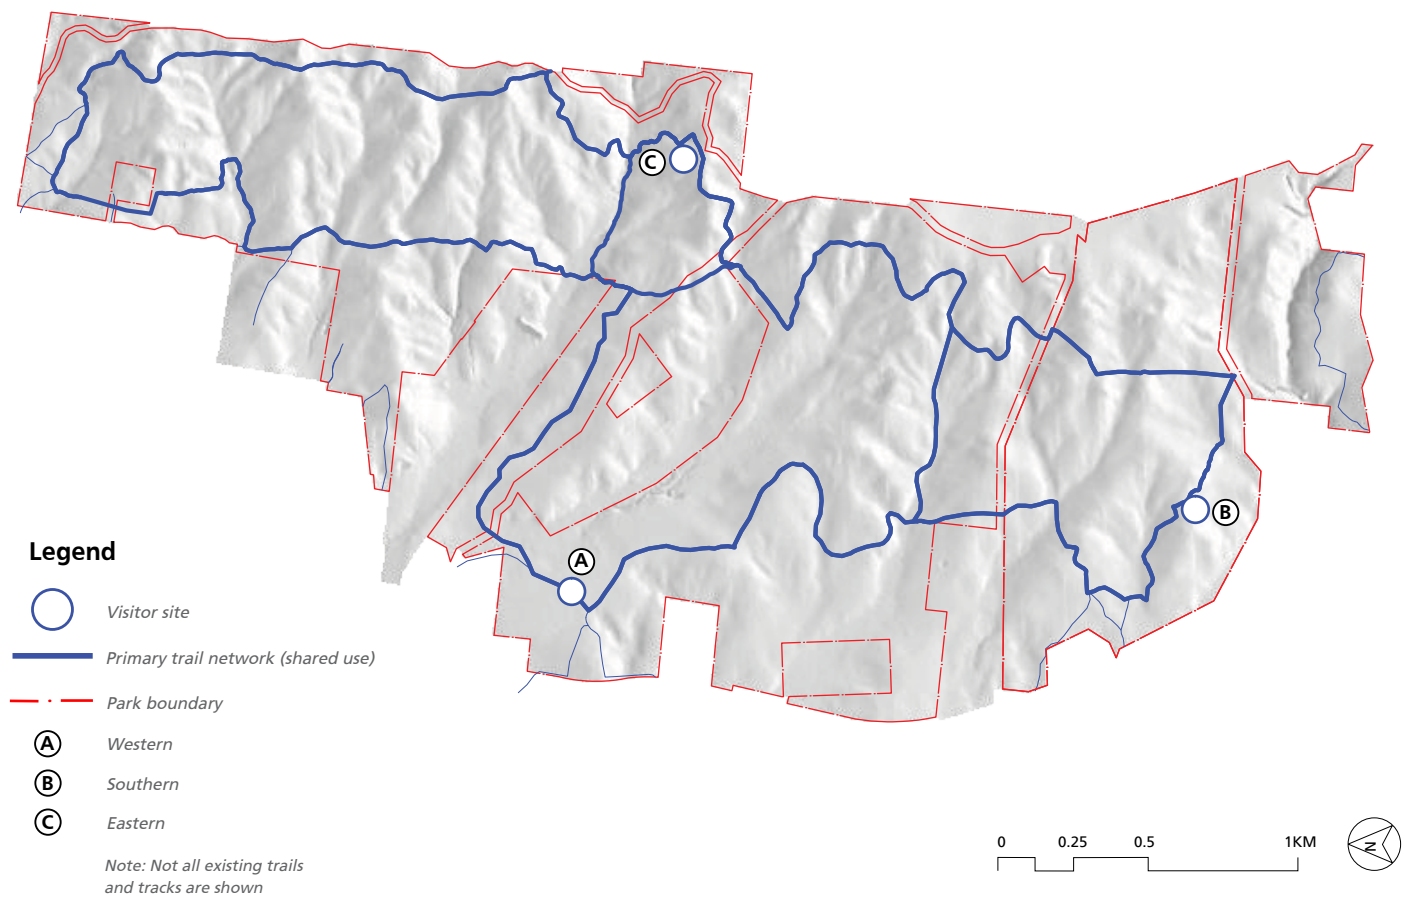 C
B
A
Legend
Visitor site
Primary trail network (shared use)
Park boundary
A Western
B Southern
C Eastern
Note: Not all existing trails
and tracks are shown
0 0.25 0.5 1KM
N